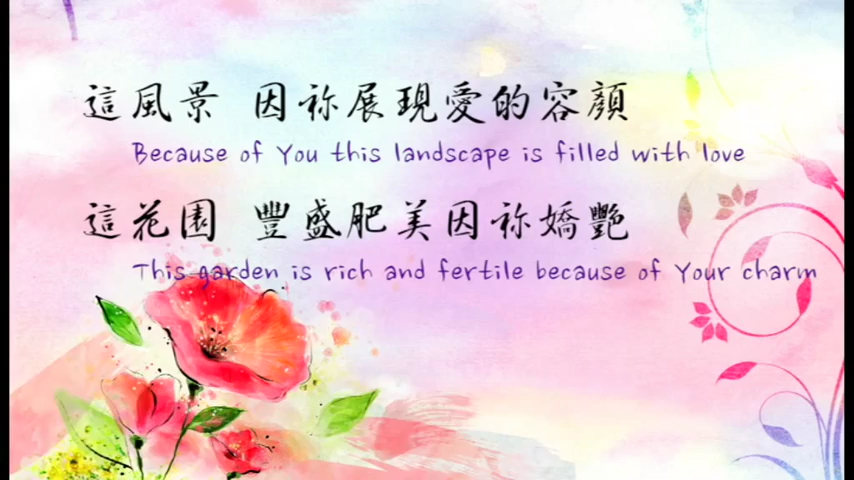 這風景 因祢展現愛的容顏
Because of You this landscape is filled with love
這花園 豐盛肥美因祢嬌艷
This garden is rich and fertile because of Your charm